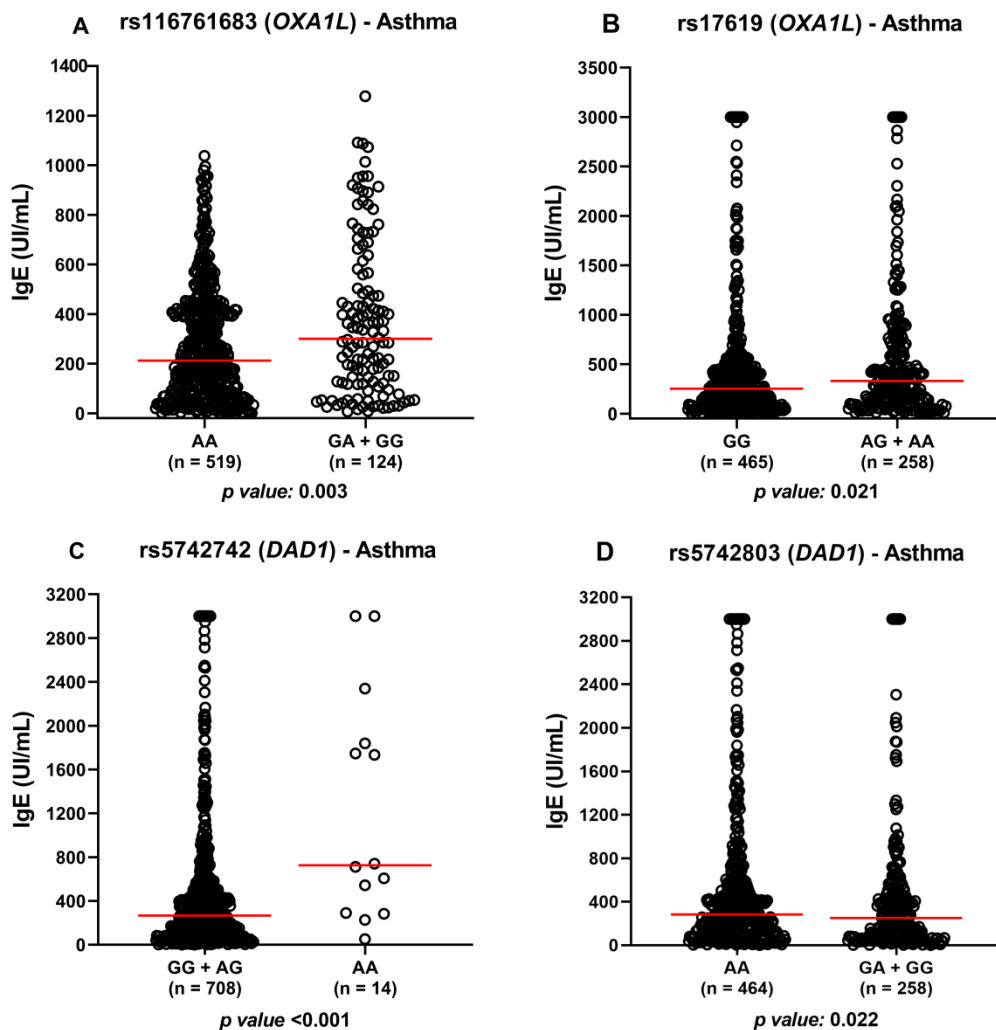 A rs116761683 (OXA1L) - Asthma
1400
1200
1000
800
600
400
200
0
IgE (UI/mL)
AA
(n = 519)
GA + GG
(n = 124)
p value: 0.003
B rs17619 (OXA1L) - Asthma
3500
3000
2500
2000
1500
1000
500
0
IgE (UI/mL)
GG
(n = 465)
AG + AA
(n = 258)
p value: 0.021
C rs5742742 (DAD1) - Asthma
3200
2800
2400
2000
1600
1200
800
400
0
IgE (UI/mL)
GG + AG
(n = 708)
AA
(n = 14)
p value <0.001
D rs5742803 (DAD1) - Asthma
3200
2800
2400
2000
1600
1200
800
400
0
IgE (UI/mL)
AA
(n = 464)
GA + GG
(n = 258)
p value: 0.022